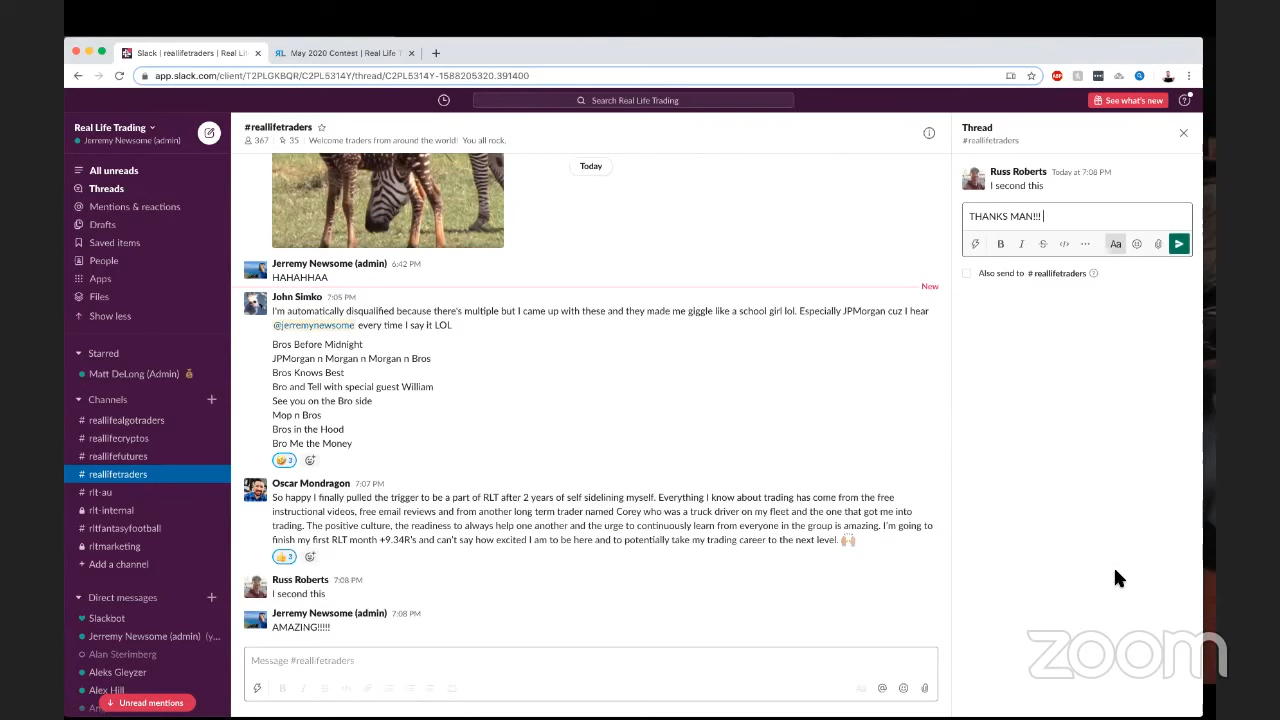 Slack | reallifetraders | Real Li
May 2020 Contest | Real Life T
app.slack.com/client/T2PLGKBQR/C2PL5314Y/thread/C2PL5314Y-1588205320.391400
Search Real Life Trading
See what's new
Real Life Trading
Jerremy Newsome (admin)
All unreads
Threads
Mentions & reactions
Drafts
Saved items
People
Apps
Files
Show less
Starred
Matt DeLong (Admin)
Channels
# reallifealgotraders
# reallifecryptos
# reallifefutures
# reallifetraders
# rlt-au
rlt-internal
# rltfantasyfootball
rltmarketing
+ Add a channel
Direct messages
Slackbot
Jerremy Newsome (admin) (y...
Alan Sterimberg
Aleks Gleyzer
Alex Hill
Unread mentions
#reallifetraders
367 | 35 | Welcome traders from around the world! You all rock.
Today
Jerremy Newsome (admin) 6:42 PM
HAHAHHAA
New
John Simko 7:05 PM
I'm automatically disqualified because there's multiple but I came up with these and they made me giggle like a school girl lol. Especially JPMorgan cuz I hear
@jerremynewsome every time I say it LOL
Bros Before Midnight
JPMorgan n Morgan n Morgan n Bros
Bros Knows Best
Bro and Tell with special guest William
See you on the Bro side
Mop n Bros
Bros in the Hood
Bro Me the Money
3
Oscar Mondragon 7:07 PM
So happy I finally pulled the trigger to be a part of RLT after 2 years of self sidelining myself. Everything I know about trading has come from the free
instructional videos, free email reviews and from another long term trader named Corey who was a truck driver on my fleet and the one that got me into
trading. The positive culture, the readiness to always help one another and the urge to continuously learn from everyone in the group is amazing. I'm going to
finish my first RLT month +9.34R's and can't say how excited I am to be here and to potentially take my trading career to the next level.
3
Russ Roberts 7:08 PM
I second this
Jerremy Newsome (admin) 7:08 PM
AMAZING!!!!!
Message #reallifetraders
Thread
#reallifetraders
Russ Roberts Today at 7:08 PM
I second this
THANKS MAN!!!
Also send to # reallifetraders
zoom